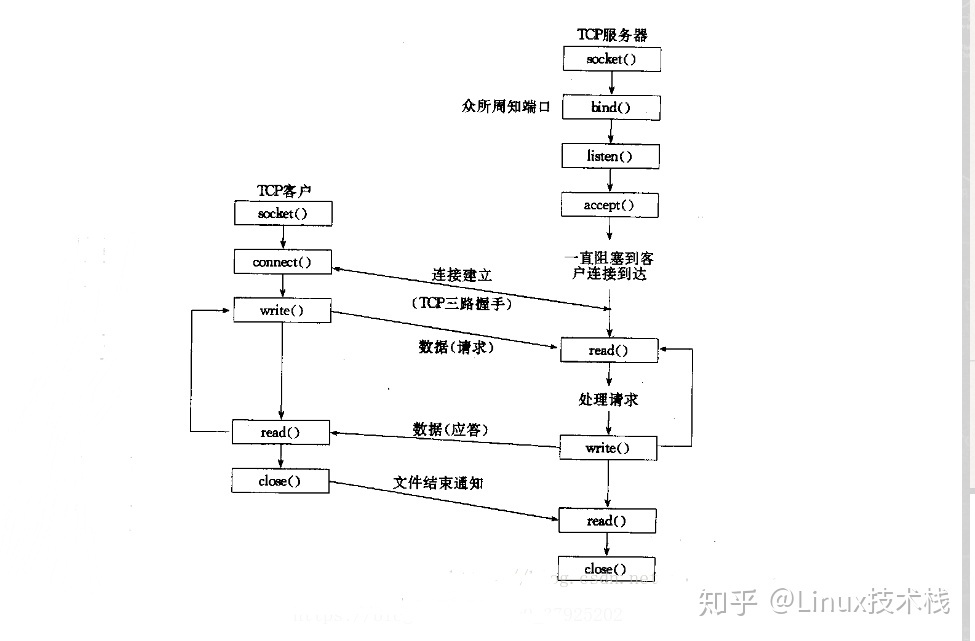 TCP服务器
socket()
众所周知端口
bind()
listen()
TCP客户
accept()
socket()
一直阻塞到客
户连接到达
connect()
连接建立
(TCP三路握手)
write()
数据(请求)
read()
处理请求
数据(应答)
read()
write()
close()
文件结束通知
read()
close()
知乎 @Linux技术栈